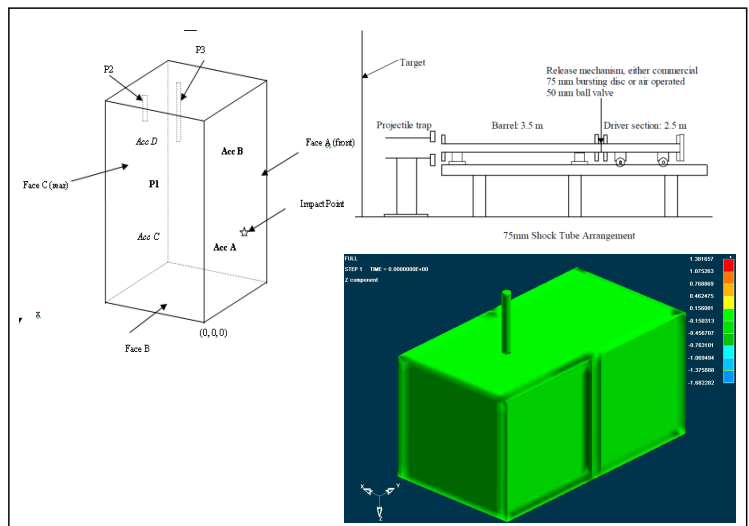 P3
P2
Acc D
Acc B
Face A (front)
Face C (rear)
P1
Impact Point
Acc C
Acc A
(0, 0, 0)
Face B
x
Target
Release mechanism, either commercial
75 mm bursting disc or air operated
50 mm ball valve
Projectile trap
Barrel: 3.5 m
Driver section: 2.5 m
75mm Shock Tube Arrangement
FULL
STEP 1 TIME = 0.0000000E+00
Z component
1.381657
1.075263
0.768869
0.462475
0.156081
-0.150313
-0.456707
-0.763101
-1.069494
-1.375888
-1.682282
X
Y
Z